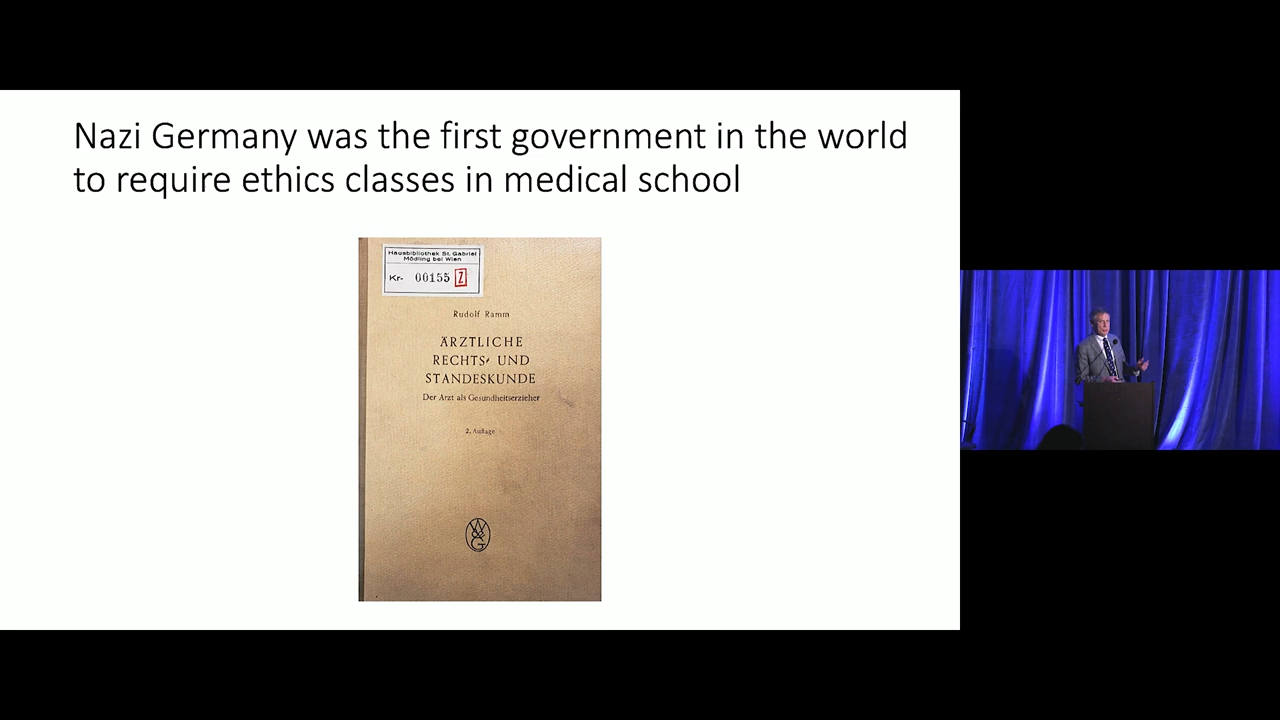 Nazi Germany was the first government in the world
to require ethics classes in medical school
Hausbibliothek St. Gabriel
Mödling bei Wien
Kr- 00155 Z
Rudolf Ramm
ÄRZTLICHE
RECHTS- UND
STANDESKUNDE
Der Arzt als Gesundheitserzieher
2. Auflage
W
&
G